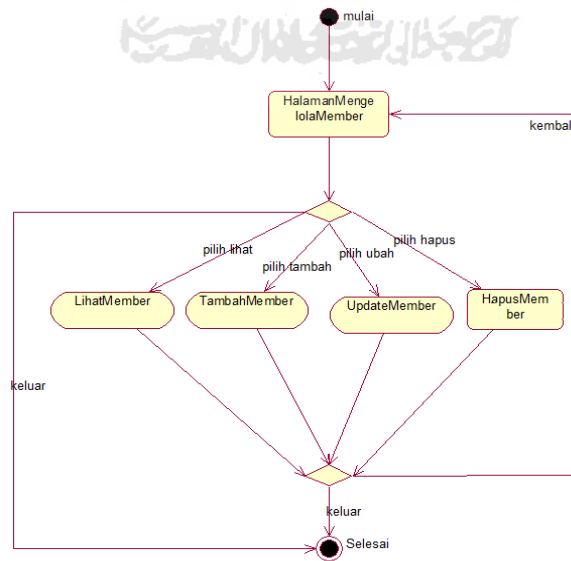 mulai
HalamanMenge
lolaMember
kembal
pilih hapus
pilih lihat
pilih ubah
pilih tambah
LihatMember
TambahMember
UpdateMember
HapusMem
ber
keluar
keluar
Selesai